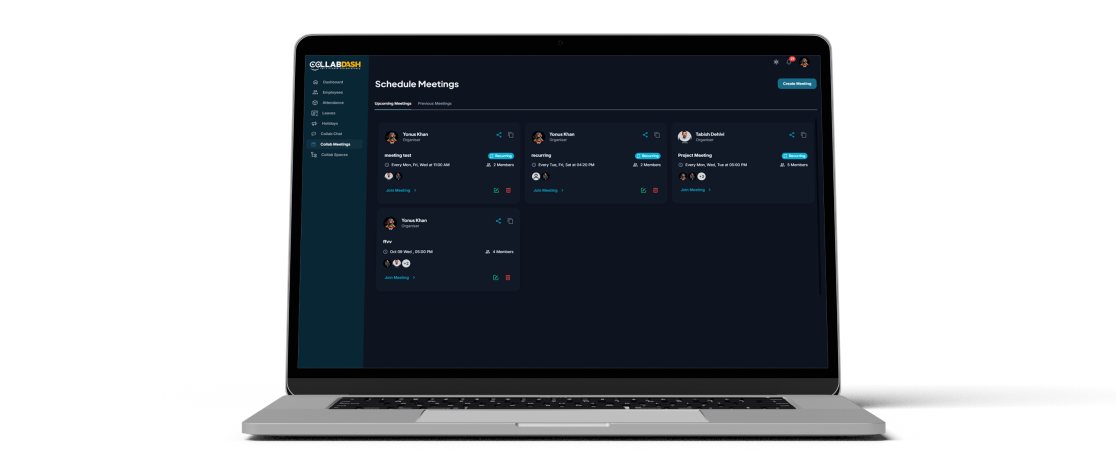 COLLABDASH
Dashboard
Employees
Attendance
Leaves
Holidays
Collab Chat
Collab Meetings
Collab Spaces
Schedule Meetings
Create Meeting
Upcoming Meetings Previous Meetings
Yonus Khan
Organiser
meeting test
Recurring
Every Mon, Fri, Wed at 11:00 AM
2 Members
Join Meeting
Yonus Khan
Organiser
recurring
Recurring
Every Tue, Fri, Sat at 04:20 PM
2 Members
Join Meeting
Tabish Dehlvi
Organiser
Project Meeting
Recurring
Every Mon, Wed, Tue at 05:00 PM
5 Members
Join Meeting
Yonus Khan
Organiser
ffvv
Oct 09 Wed , 05:00 PM
4 Members
Join Meeting